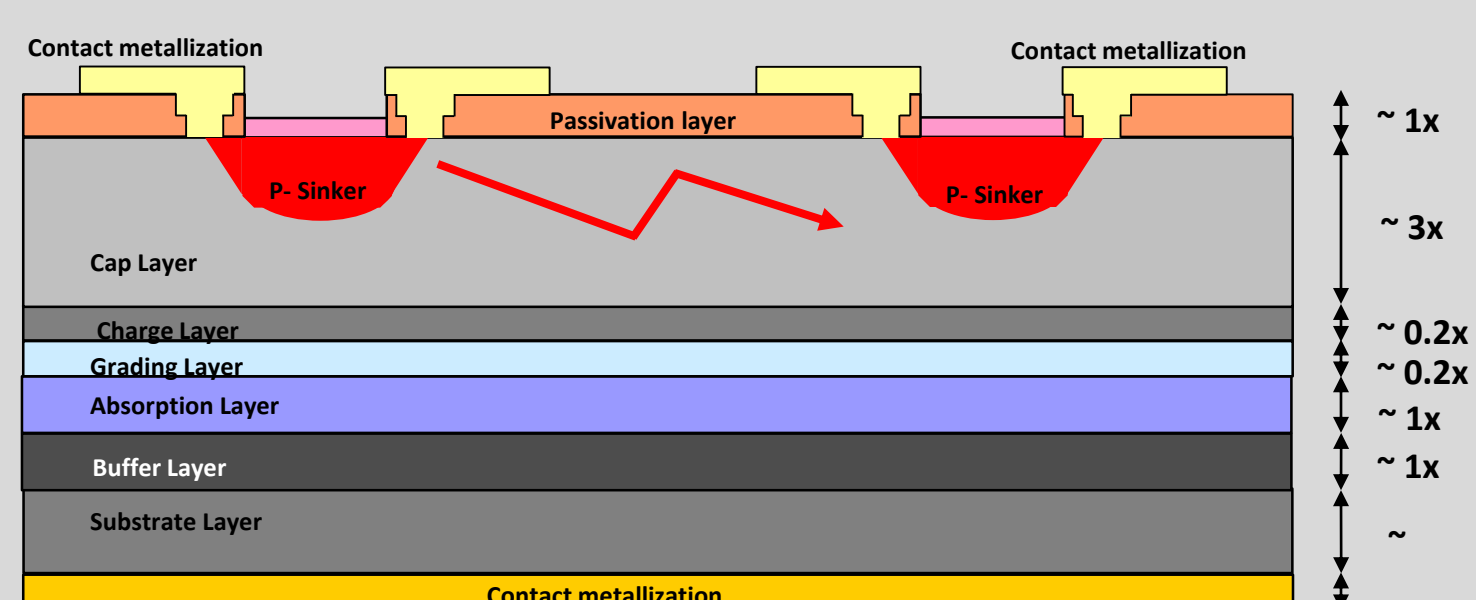 Contact metallization
Contact metallization
Passivation layer
~ 1x
P- Sinker
P- Sinker
~ 3x
Cap Layer
Charge Layer
~ 0.2x
Grading Layer
~ 0.2x
Absorption Layer
~ 1x
Buffer Layer
~ 1x
Substrate Layer
~
Contact metallization